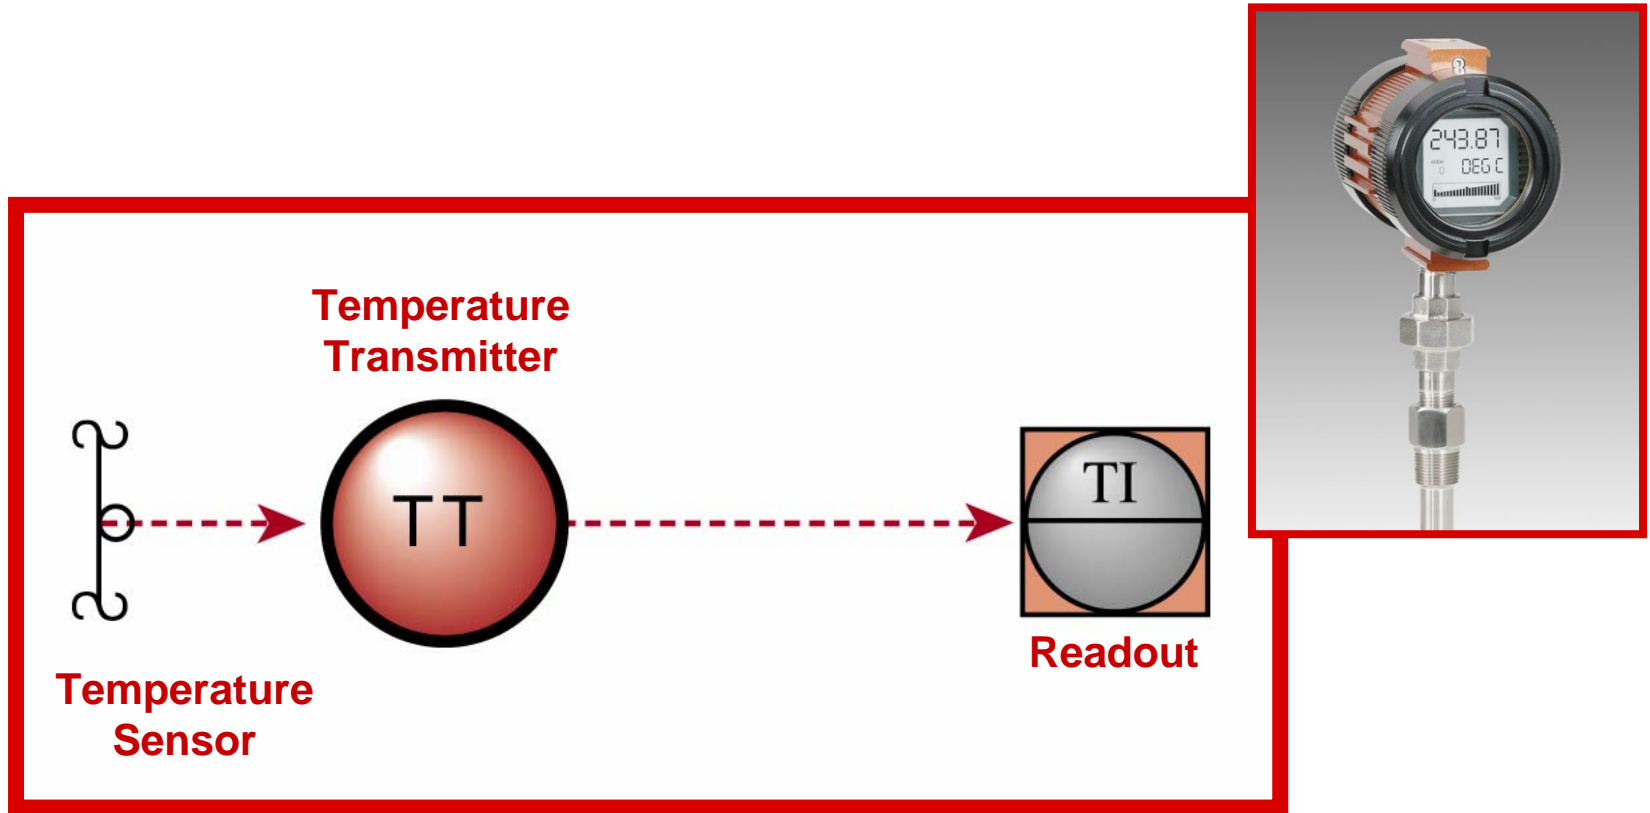 243.87
DEG C
Temperature
Transmitter
TT
TI
Readout
Temperature
Sensor